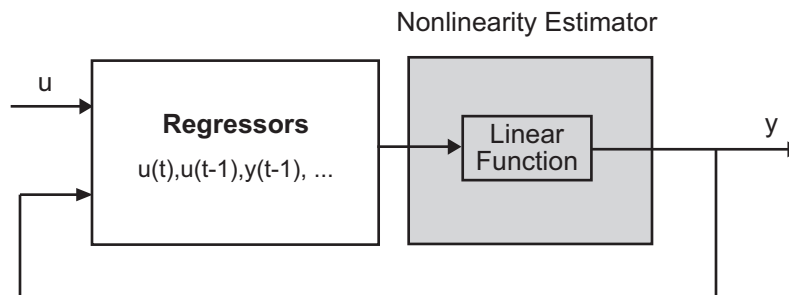 Nonlinearity Estimator
u
Regressors
u(t),u(t-1),y(t-1), ...
Linear
Function
y